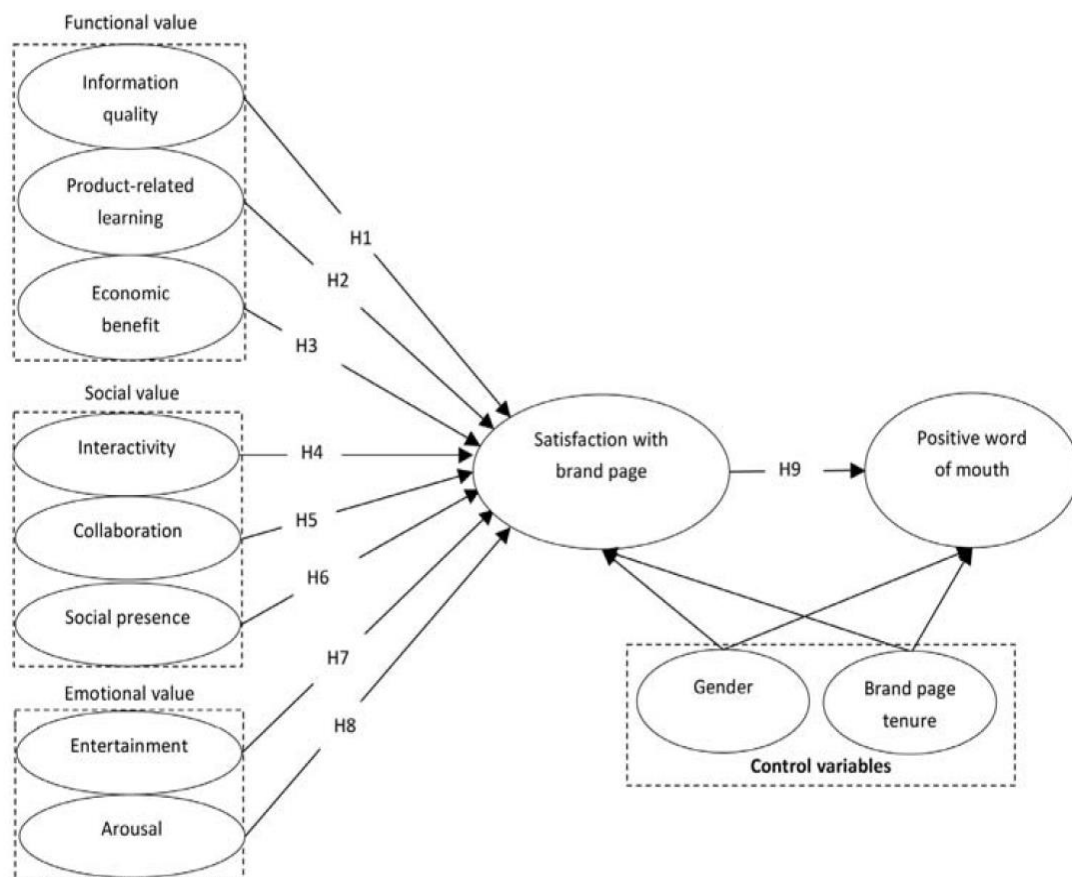 Functional value
Information
quality
Product-related
learning
Economic
benefit
H1
H2
H3
Social value
Interactivity
Collaboration
Social presence
H4
H5
H6
Emotional value
Entertainment
Arousal
H7
H8
Satisfaction with
brand page
H9
Positive word
of mouth
Gender
Brand page
tenure
Control variables